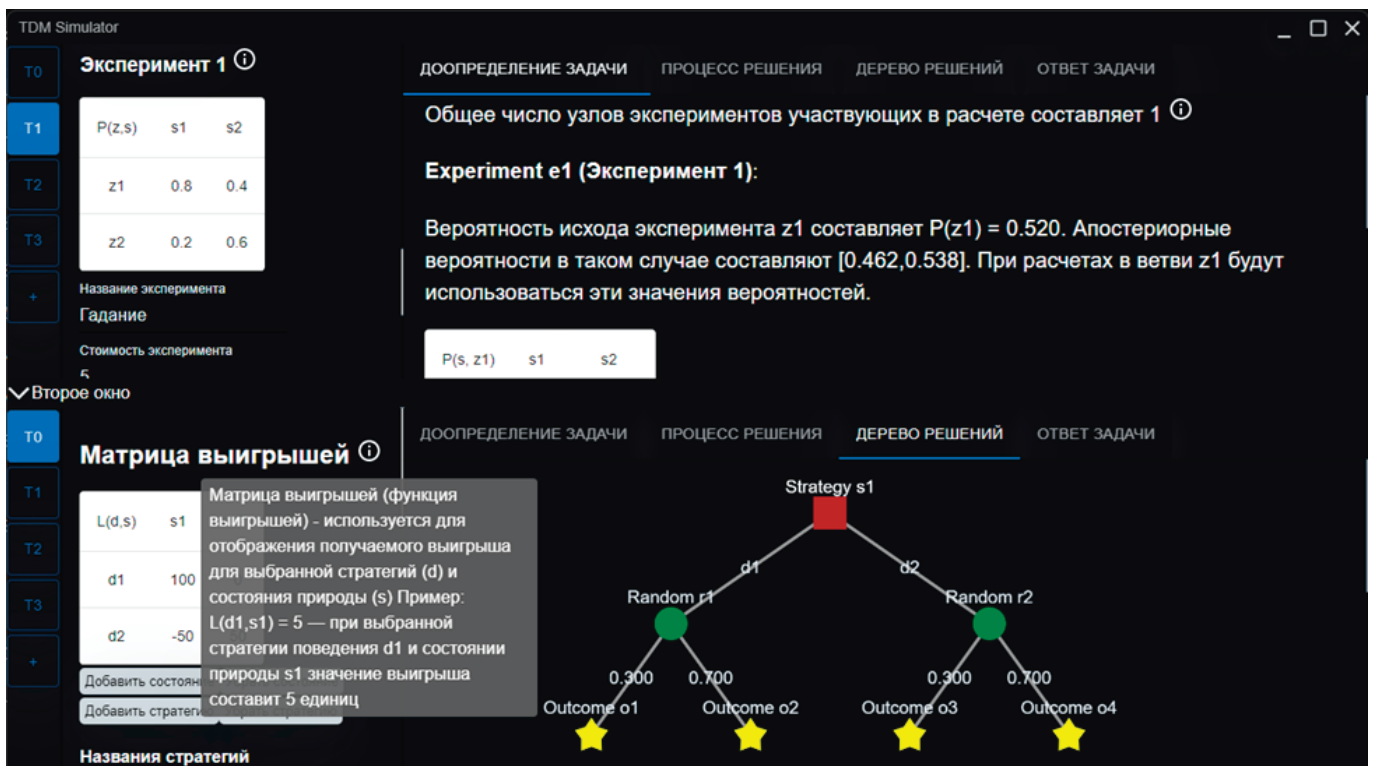 TDM Simulator
T0
T1
T2
T3
+
Эксперимент 1
P(z,s) s1 s2
z1 0.8 0.4
z2 0.2 0.6
Название эксперимента
Гадание
Стоимость эксперимента
5
ДООПРЕДЕЛЕНИЕ ЗАДАЧИ ПРОЦЕСС РЕШЕНИЯ ДЕРЕВО РЕШЕНИЙ ОТВЕТ ЗАДАЧИ
Общее число узлов экспериментов участвующих в расчете составляет 1
Experiment e1 (Эксперимент 1):
Вероятность исхода эксперимента z1 составляет P(z1) = 0.520. Апостериорные
вероятности в таком случае составляют [0.462,0.538]. При расчетах в ветви z1 будут
использоваться эти значения вероятностей.
P(s, z1) s1 s2
Второе окно
T0
T1
T2
T3
+
Матрица выигрышей
L(d,s) s1
d1 100
d2 -50
Добавить
Добавить
Названия стратегий
Матрица выигрышей (функция
выигрышей) - используется для
отображения получаемого выигрыша
для выбранной стратегий (d) и
состояния природы (s) Пример:
L(d1,s1) = 5 — при выбранной
стратегии поведения d1 и состоянии
природы s1 значение выигрыша
составит 5 единиц
ДООПРЕДЕЛЕНИЕ ЗАДАЧИ ПРОЦЕСС РЕШЕНИЯ ДЕРЕВО РЕШЕНИЙ ОТВЕТ ЗАДАЧИ
Strategy s1
d1 d2
Random r1 Random r2
0.300 0.700 0.300 0.700
Outcome o1 Outcome o2 Outcome o3 Outcome o4